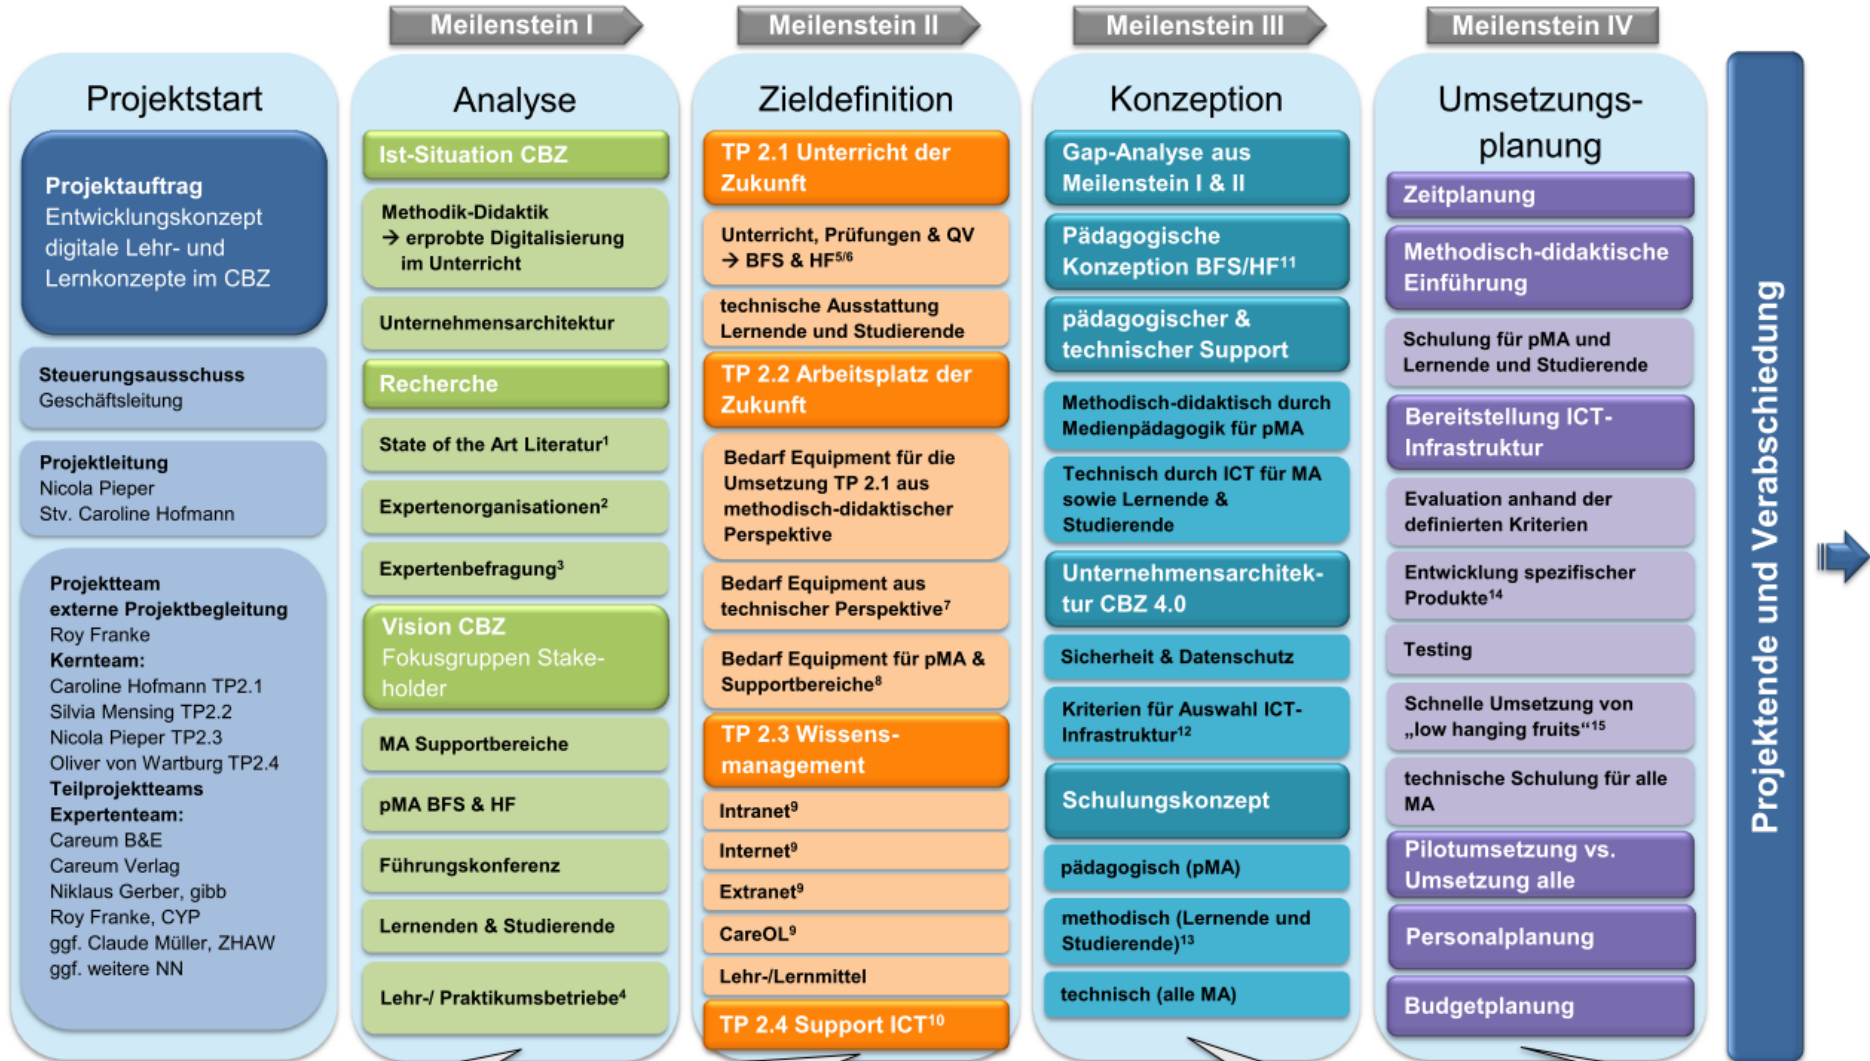 Meilenstein I
Meilenstein II
Meilenstein III
Meilenstein IV
Projektstart
Projektauftrag
Entwicklungskonzept
digitale Lehr- und
Lernkonzepte im CBZ
Steuerungsausschuss
Geschäftsleitung
Projektleitung
Nicola Pieper
Stv. Caroline Hofmann
Projektteam
externe Projektbegleitung
Roy Franke
Kernteam:
Caroline Hofmann TP2.1
Silvia Mensing TP2.2
Nicola Pieper TP2.3
Oliver von Wartburg TP2.4
Teilprojektteams
Expertenteam:
Careum B&E
Careum Verlag
Niklaus Gerber, gibb
Roy Franke, CYP
ggf. Claude Müller, ZHAW
ggf. weitere NN
Analyse
Ist-Situation CBZ
Methodik-Didaktik
→ erprobte Digitalisierung
im Unterricht
Unternehmensarchitektur
Recherche
State of the Art Literatur¹
Expertenorganisationen²
Expertenbefragung³
Vision CBZ
Fokusgruppen Stake-
holder
MA Supportbereiche
pMA BFS & HF
Führungskonferenz
Lernenden & Studierende
Lehr-/ Praktikumsbetriebe⁴
Zieldefinition
TP 2.1 Unterricht der
Zukunft
Unterricht, Prüfungen & QV
→ BFS & HF⁵/⁶
technische Ausstattung
Lernende und Studierende
TP 2.2 Arbeitsplatz der
Zukunft
Bedarf Equipment für die
Umsetzung TP 2.1 aus
methodisch-didaktischer
Perspektive
Bedarf Equipment aus
technischer Perspektive⁷
Bedarf Equipment für pMA &
Supportbereiche⁸
TP 2.3 Wissens-
management
Intranet⁹
Internet⁹
Extranet⁹
CareOL⁹
Lehr-/Lernmittel
TP 2.4 Support ICT¹⁰
Konzeption
Gap-Analyse aus
Meilenstein I & II
Pädagogische
Konzeption BFS/HF¹¹
pädagogischer &
technischer Support
Methodisch-didaktisch durch
Medienpädagogik für pMA
Technisch durch ICT für MA
sowie Lernende &
Studierende
Unternehmensarchitek-
tur CBZ 4.0
Sicherheit & Datenschutz
Kriterien für Auswahl ICT-
Infrastruktur¹²
Schulungskonzept
pädagogisch (pMA)
methodisch (Lernende und
Studierende)¹³
technisch (alle MA)
Umsetzungs-
planung
Zeitplanung
Methodisch-didaktische
Einführung
Schulung für pMA und
Lernende und Studierende
Bereitstellung ICT-
Infrastruktur
Evaluation anhand der
definierten Kriterien
Entwicklung spezifischer
Produkte¹⁴
Testing
Schnelle Umsetzung von
„low hanging fruits“¹⁵
technische Schulung für alle
MA
Pilotumsetzung vs.
Umsetzung alle
Personalplanung
Budgetplanung
Projektende und Verabschiedung